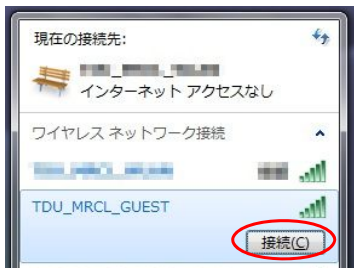 現在の接続先:
インターネット アクセスなし
ワイヤレス ネットワーク接続
TDU_MRCL_GUEST
接続(C)